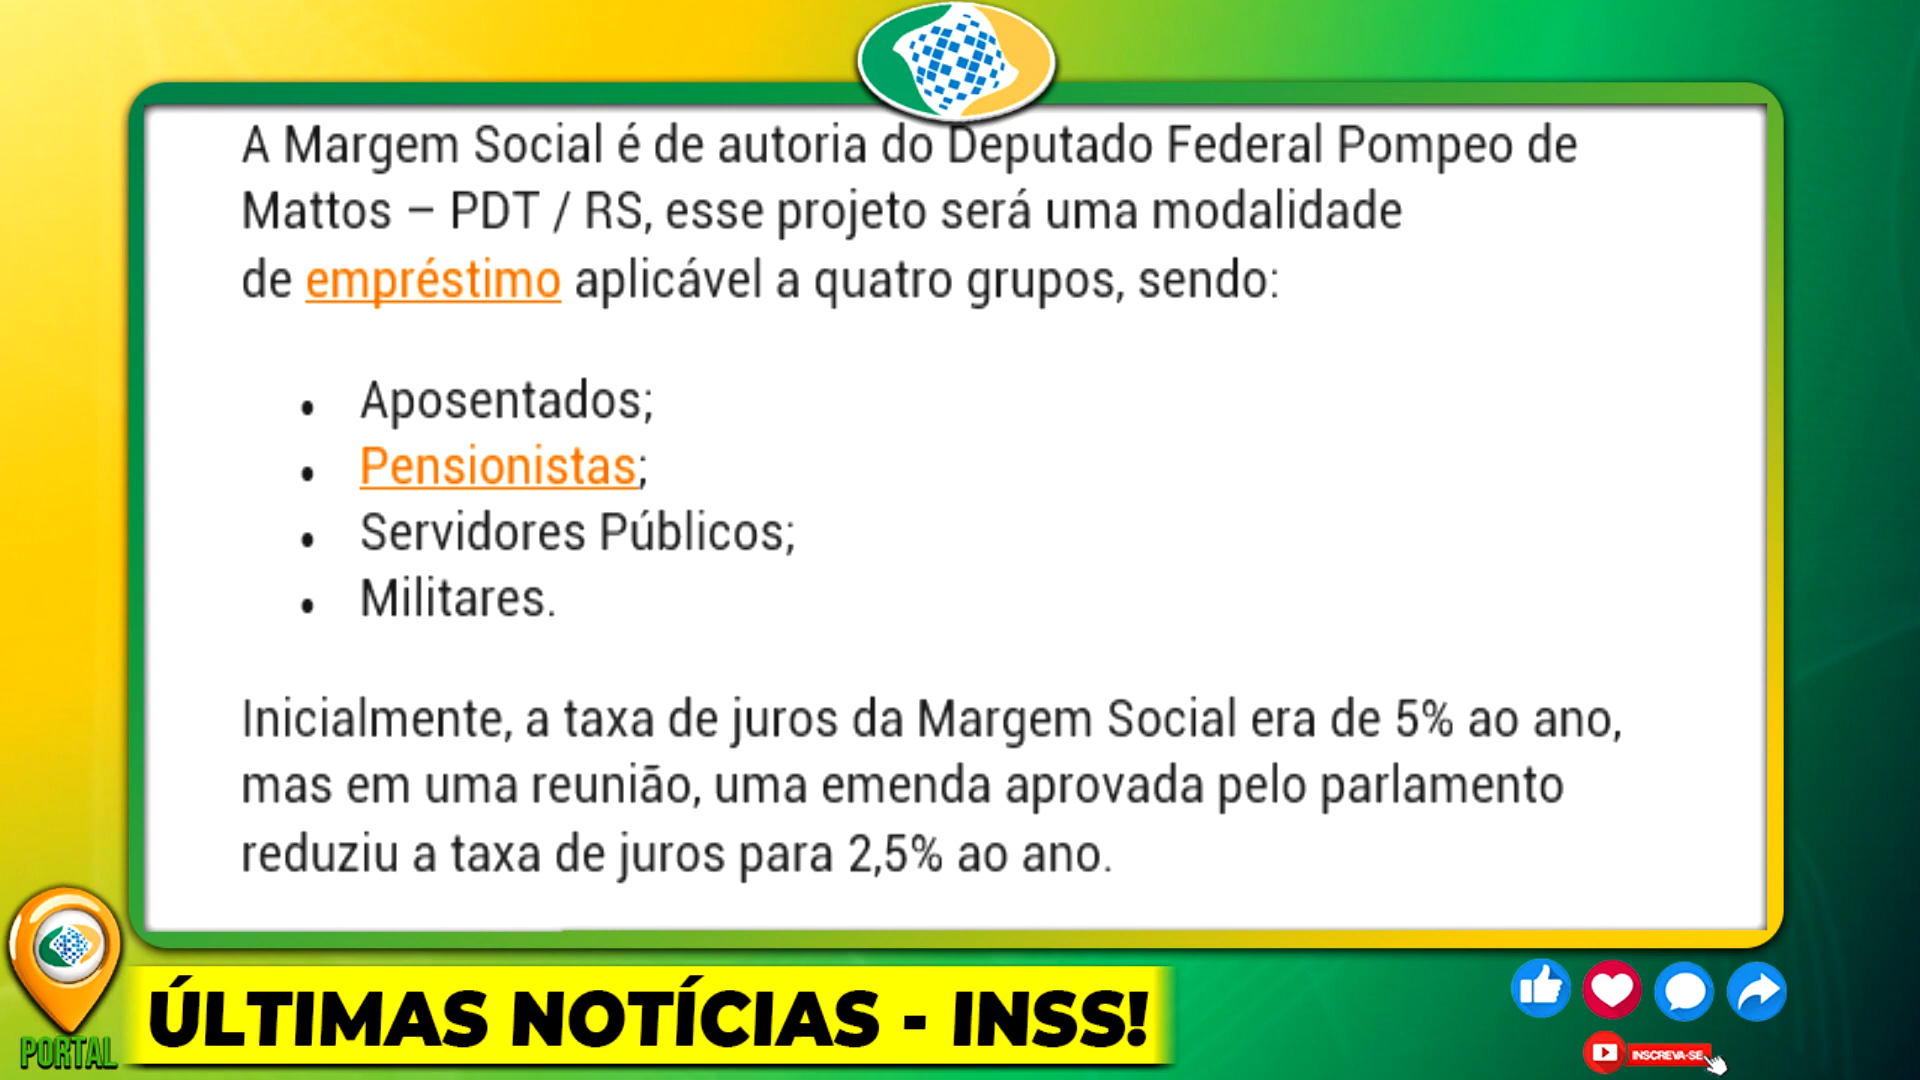 A Margem Social é de autoria do Deputado Federal Pompeo de
Mattos – PDT / RS, esse projeto será uma modalidade
de empréstimo aplicável a quatro grupos, sendo:
• Aposentados;
• Pensionistas;
• Servidores Públicos;
• Militares.
Inicialmente, a taxa de juros da Margem Social era de 5% ao ano,
mas em uma reunião, uma emenda aprovada pelo parlamento
reduziu a taxa de juros para 2,5% ao ano.
PORTAL
ÚLTIMAS NOTÍCIAS - INSS!
INSCREVA-SE